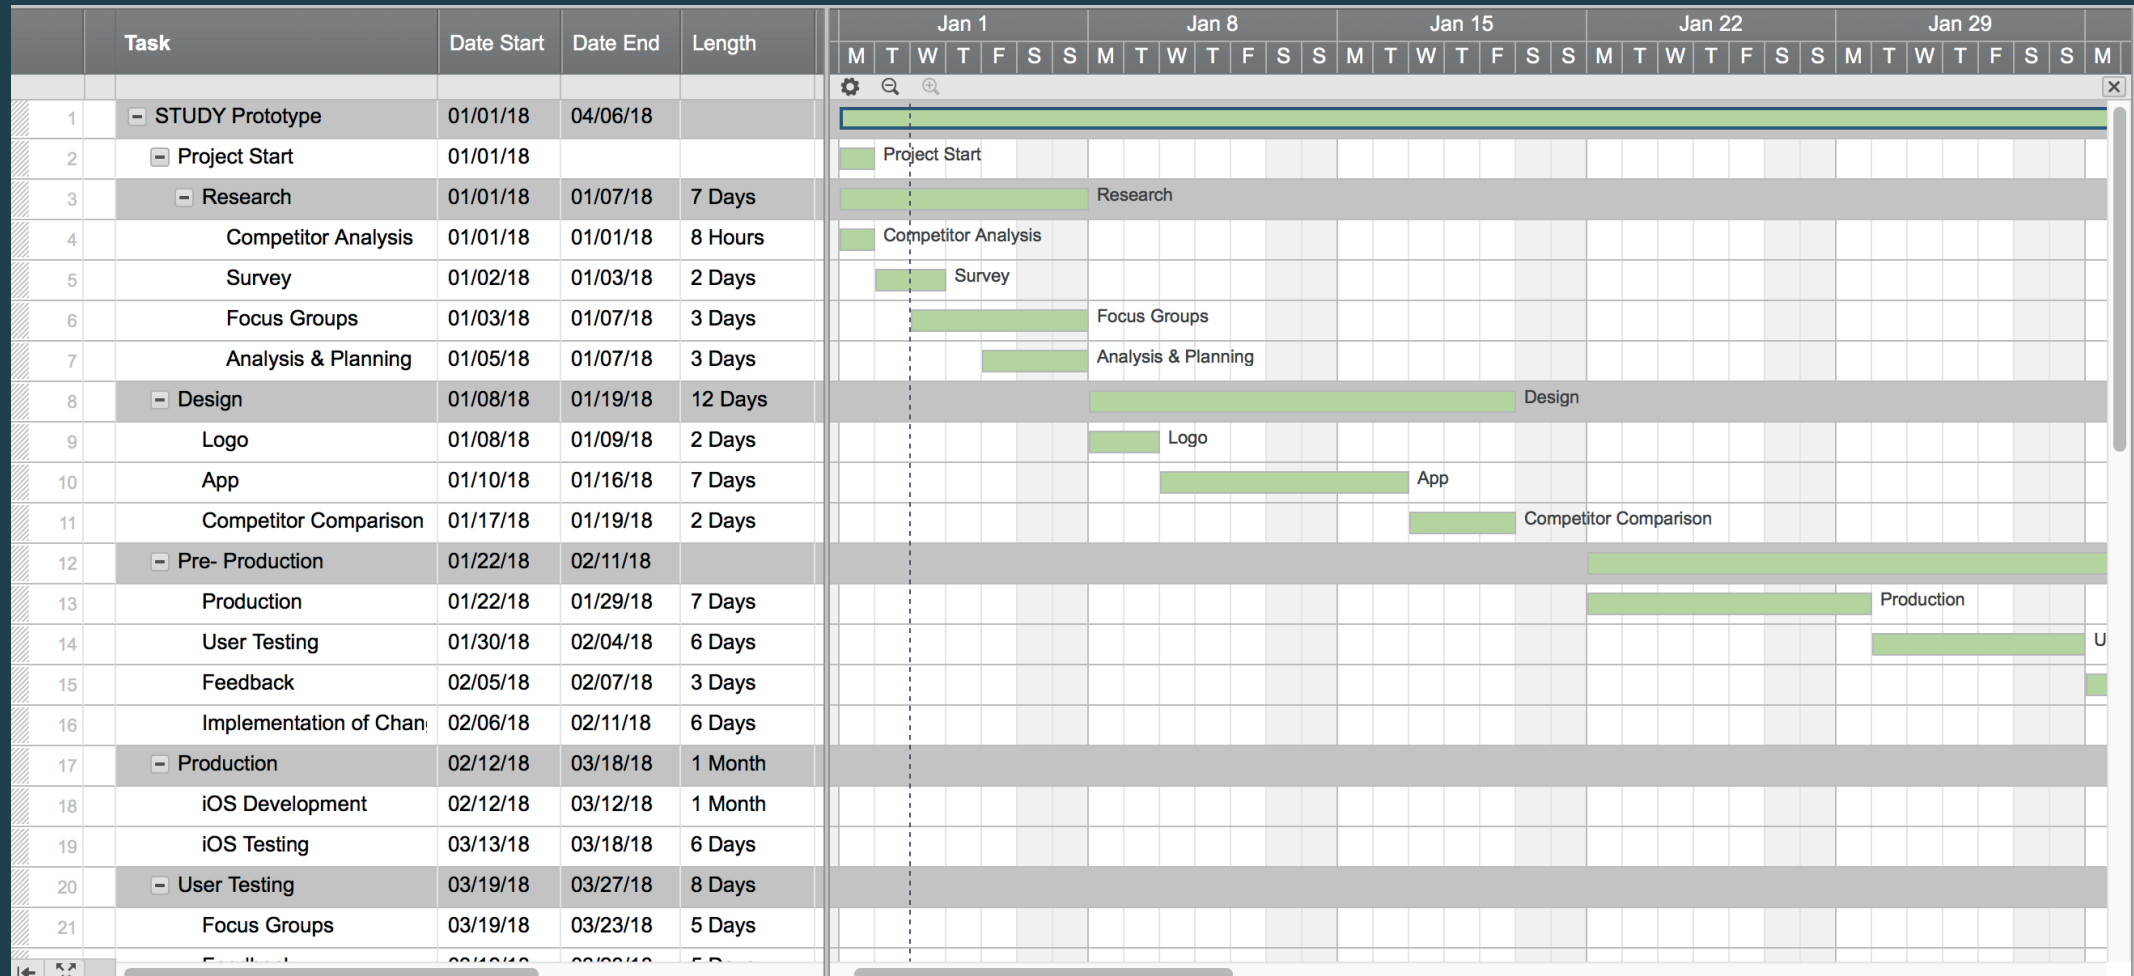 Task Date Start Date End Length
Jan 1 Jan 8 Jan 15 Jan 22 Jan 29
M T W T F S S M T W T F S S M T W T F S S M T W T F S S M T W T F S S M
1 STUDY Prototype 01/01/18 04/06/18
2 Project Start 01/01/18 Project Start
3 Research 01/01/18 01/07/18 7 Days Research
4 Competitor Analysis 01/01/18 01/01/18 8 Hours Competitor Analysis
5 Survey 01/02/18 01/03/18 2 Days Survey
6 Focus Groups 01/03/18 01/07/18 3 Days Focus Groups
7 Analysis & Planning 01/05/18 01/07/18 3 Days Analysis & Planning
8 Design 01/08/18 01/19/18 12 Days Design
9 Logo 01/08/18 01/09/18 2 Days Logo
10 App 01/10/18 01/16/18 7 Days App
11 Competitor Comparison 01/17/18 01/19/18 2 Days Competitor Comparison
12 Pre- Production 01/22/18 02/11/18
13 Production 01/22/18 01/29/18 7 Days Production
14 User Testing 01/30/18 02/04/18 6 Days U
15 Feedback 02/05/18 02/07/18 3 Days
16 Implementation of Chan 02/06/18 02/11/18 6 Days
17 Production 02/12/18 03/18/18 1 Month
18 iOS Development 02/12/18 03/12/18 1 Month
19 iOS Testing 03/13/18 03/18/18 6 Days
20 User Testing 03/19/18 03/27/18 8 Days
21 Focus Groups 03/19/18 03/23/18 5 Days